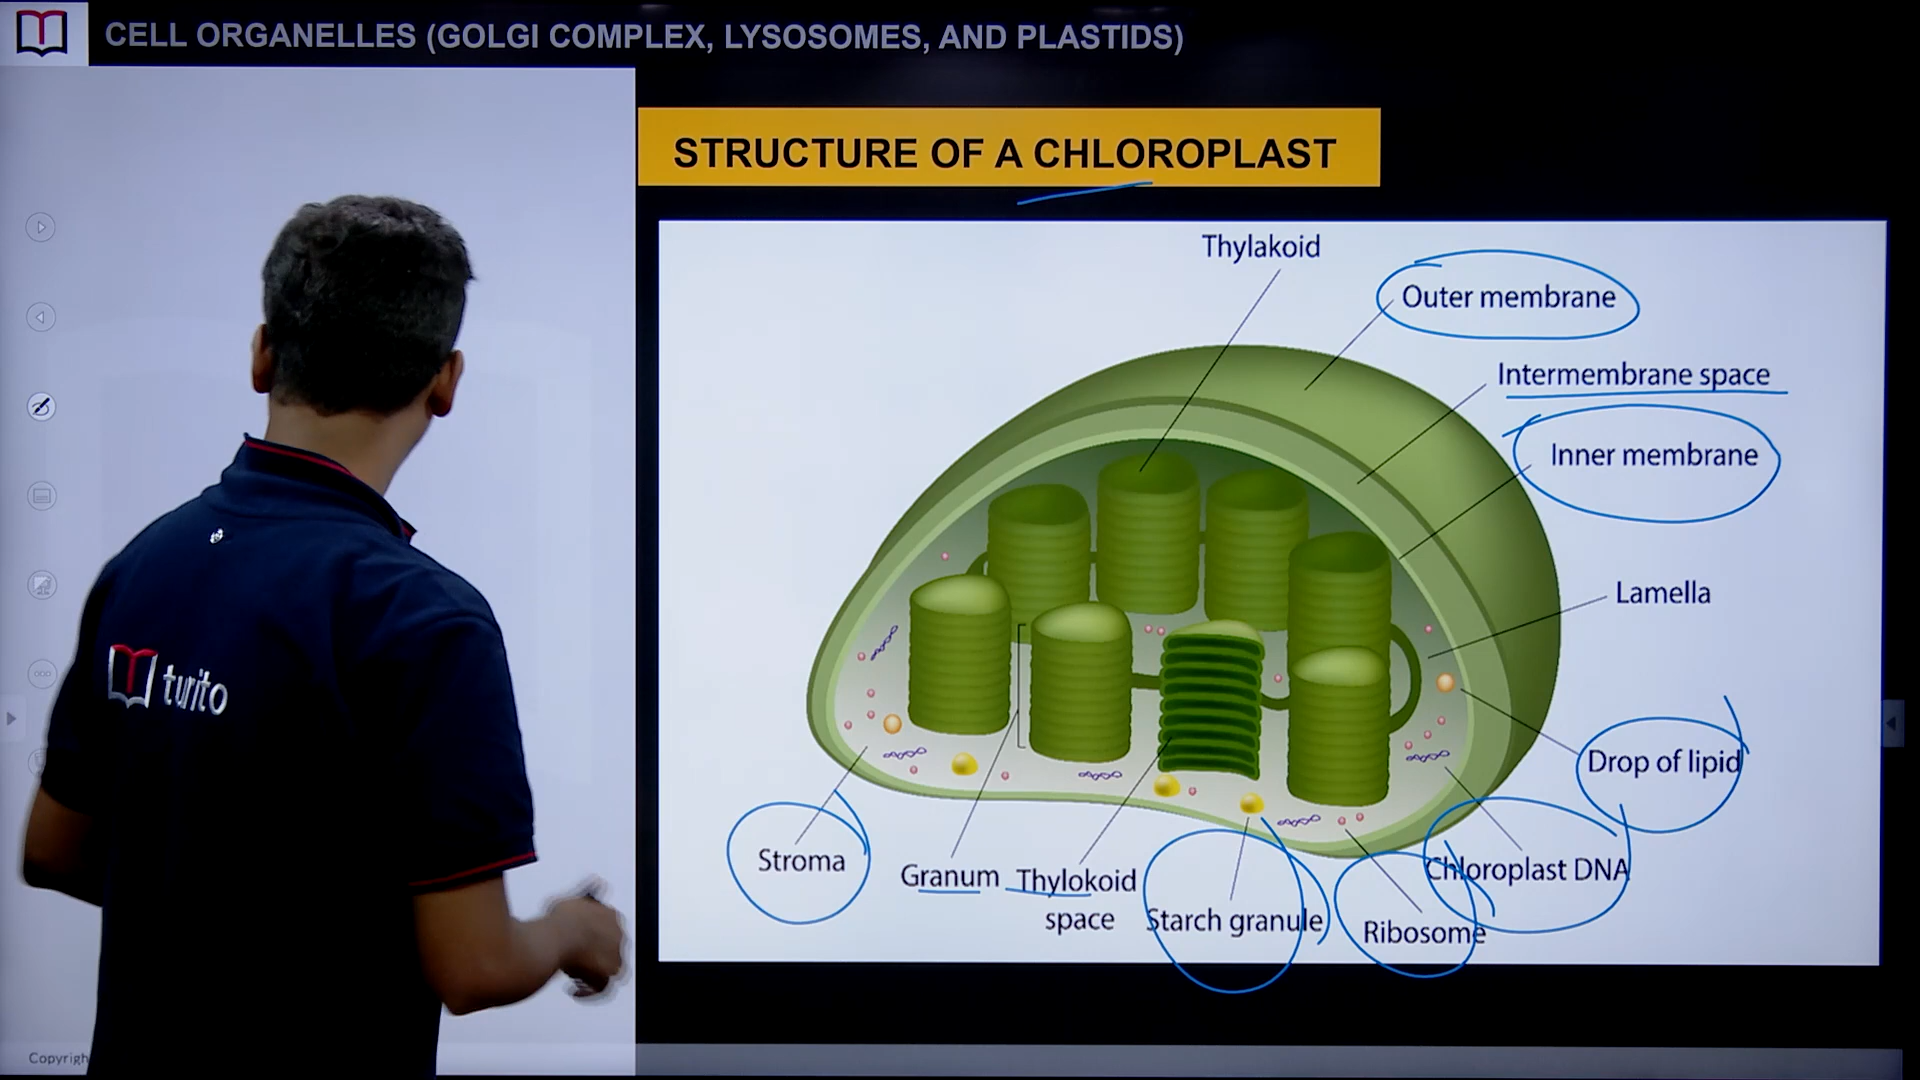 CELL ORGANELLES (GOLGI COMPLEX, LYSOSOMES, AND PLASTIDS)
STRUCTURE OF A CHLOROPLAST
Thylakoid
Outer membrane
Intermembrane space
Inner membrane
Lamella
Drop of lipid
Chloroplast DNA
Ribosome
Starch granule
Thylokoid
space
Granum
Stroma
turito
Copyrigh